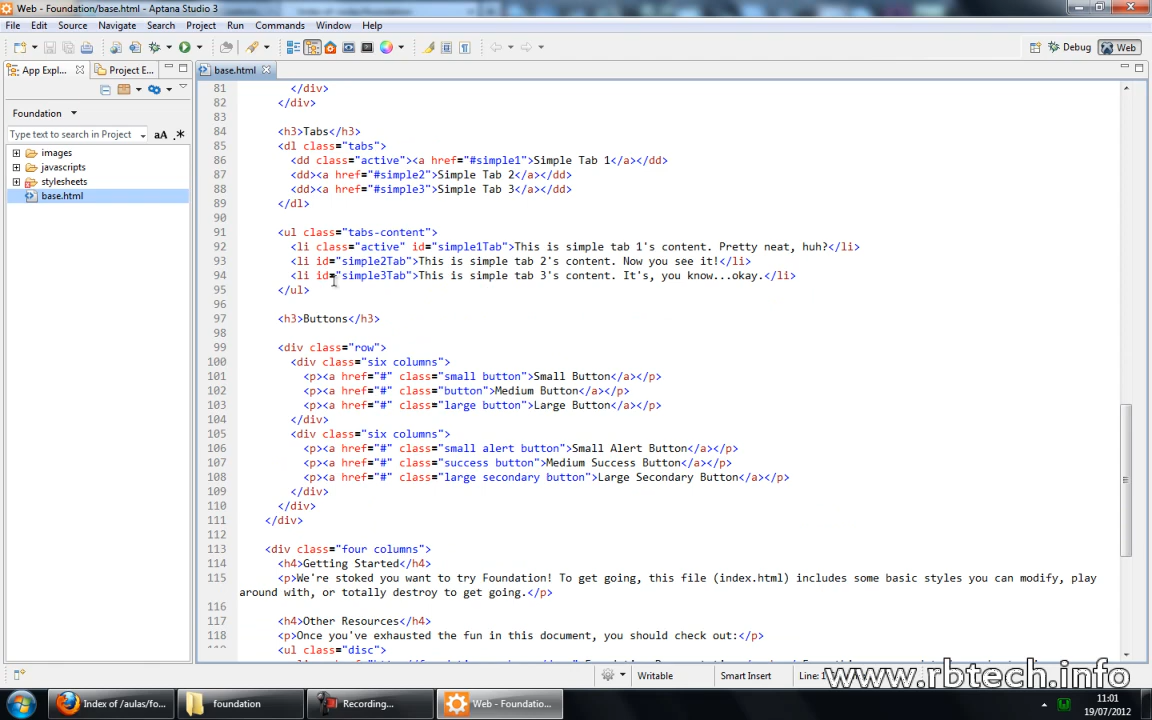 Web - Foundation/base.html - Aptana Studio 3
File Edit Source Navigate Search Project Run Commands Window Help
Debug Web
App Expl... Project E... base.html
Foundation
Type text to search in Project aA .*
images
javascripts
stylesheets
base.html
81 </div>
82 </div>
83
84 <h3>Tabs</h3>
85 <dl class="tabs">
86 <dd class="active"><a href="#simple1">Simple Tab 1</a></dd>
87 <dd><a href="#simple2">Simple Tab 2</a></dd>
88 <dd><a href="#simple3">Simple Tab 3</a></dd>
89 </dl>
90
91 <ul class="tabs-content">
92 <li class="active" id="simple1Tab">This is simple tab 1's content. Pretty neat, huh?</li>
93 <li id="simple2Tab">This is simple tab 2's content. Now you see it!</li>
94 <li id="simple3Tab">This is simple tab 3's content. It's, you know...okay.</li>
95 </ul>
96
97 <h3>Buttons</h3>
98
99 <div class="row">
100 <div class="six columns">
101 <p><a href="#" class="small button">Small Button</a></p>
102 <p><a href="#" class="button">Medium Button</a></p>
103 <p><a href="#" class="large button">Large Button</a></p>
104 </div>
105 <div class="six columns">
106 <p><a href="#" class="small alert button">Small Alert Button</a></p>
107 <p><a href="#" class="success button">Medium Success Button</a></p>
108 <p><a href="#" class="large secondary button">Large Secondary Button</a></p>
109 </div>
110 </div>
111 </div>
112
113 <div class="four columns">
114 <h4>Getting Started</h4>
115 <p>We're stoked you want to try Foundation! To get going, this file (index.html) includes some basic styles you can modify, play
around with, or totally destroy to get going.</p>
116
117 <h4>Other Resources</h4>
118 <p>Once you've exhausted the fun in this document, you should check out:</p>
<ul class="disc">
Writable Smart Insert Line: 1
www.rbtech.info
Index of /aulas/fo... foundation Recording... Web - Foundatio...
11:01
19/07/2012